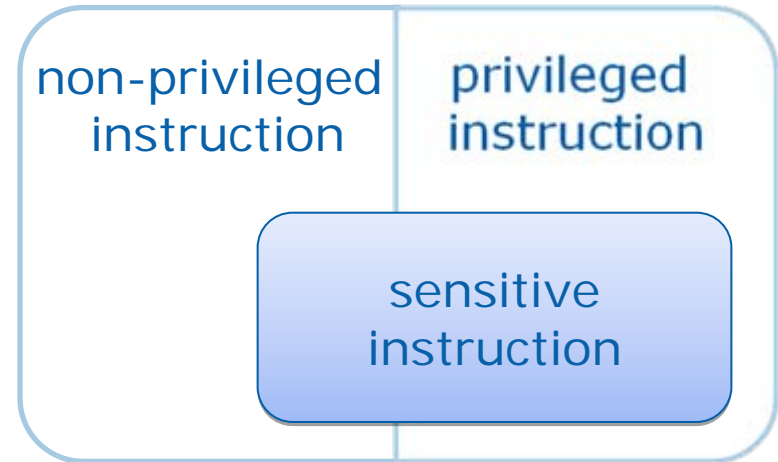 non-privileged
instruction
privileged
instruction
sensitive
instruction